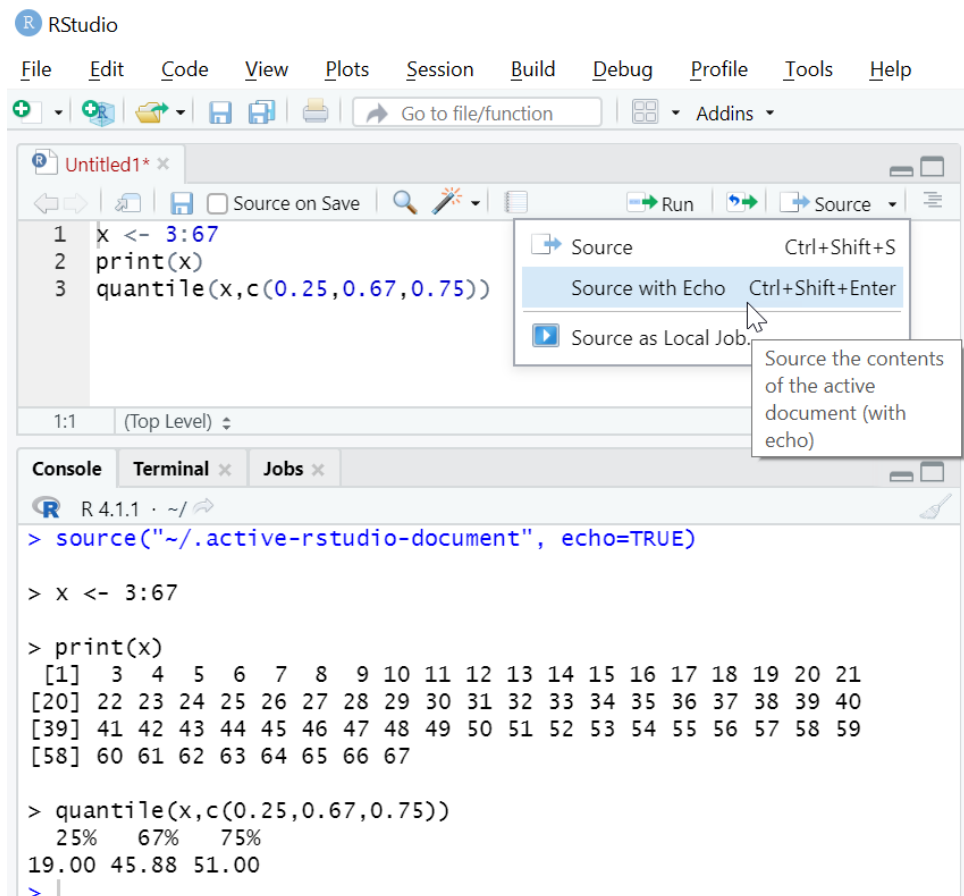 R RStudio
File Edit Code View Plots Session Build Debug Profile Tools Help
R Go to file/function Addins
R Untitled1* ×
Source on Save Run Source
1 x <- 3:67
2 print(x)
3 quantile(x,c(0.25,0.67,0.75))
Source Ctrl+Shift+S
Source with Echo Ctrl+Shift+Enter
Source as Local Job.
Source the contents
of the active
document (with
echo)
1:1 (Top Level)
Console Terminal × Jobs ×
R R 4.1.1 · ~/
> source("~/.active-rstudio-document", echo=TRUE)
> x <- 3:67
> print(x)
[1] 3 4 5 6 7 8 9 10 11 12 13 14 15 16 17 18 19 20 21
[20] 22 23 24 25 26 27 28 29 30 31 32 33 34 35 36 37 38 39 40
[39] 41 42 43 44 45 46 47 48 49 50 51 52 53 54 55 56 57 58 59
[58] 60 61 62 63 64 65 66 67
> quantile(x,c(0.25,0.67,0.75))
25% 67% 75%
19.00 45.88 51.00
>